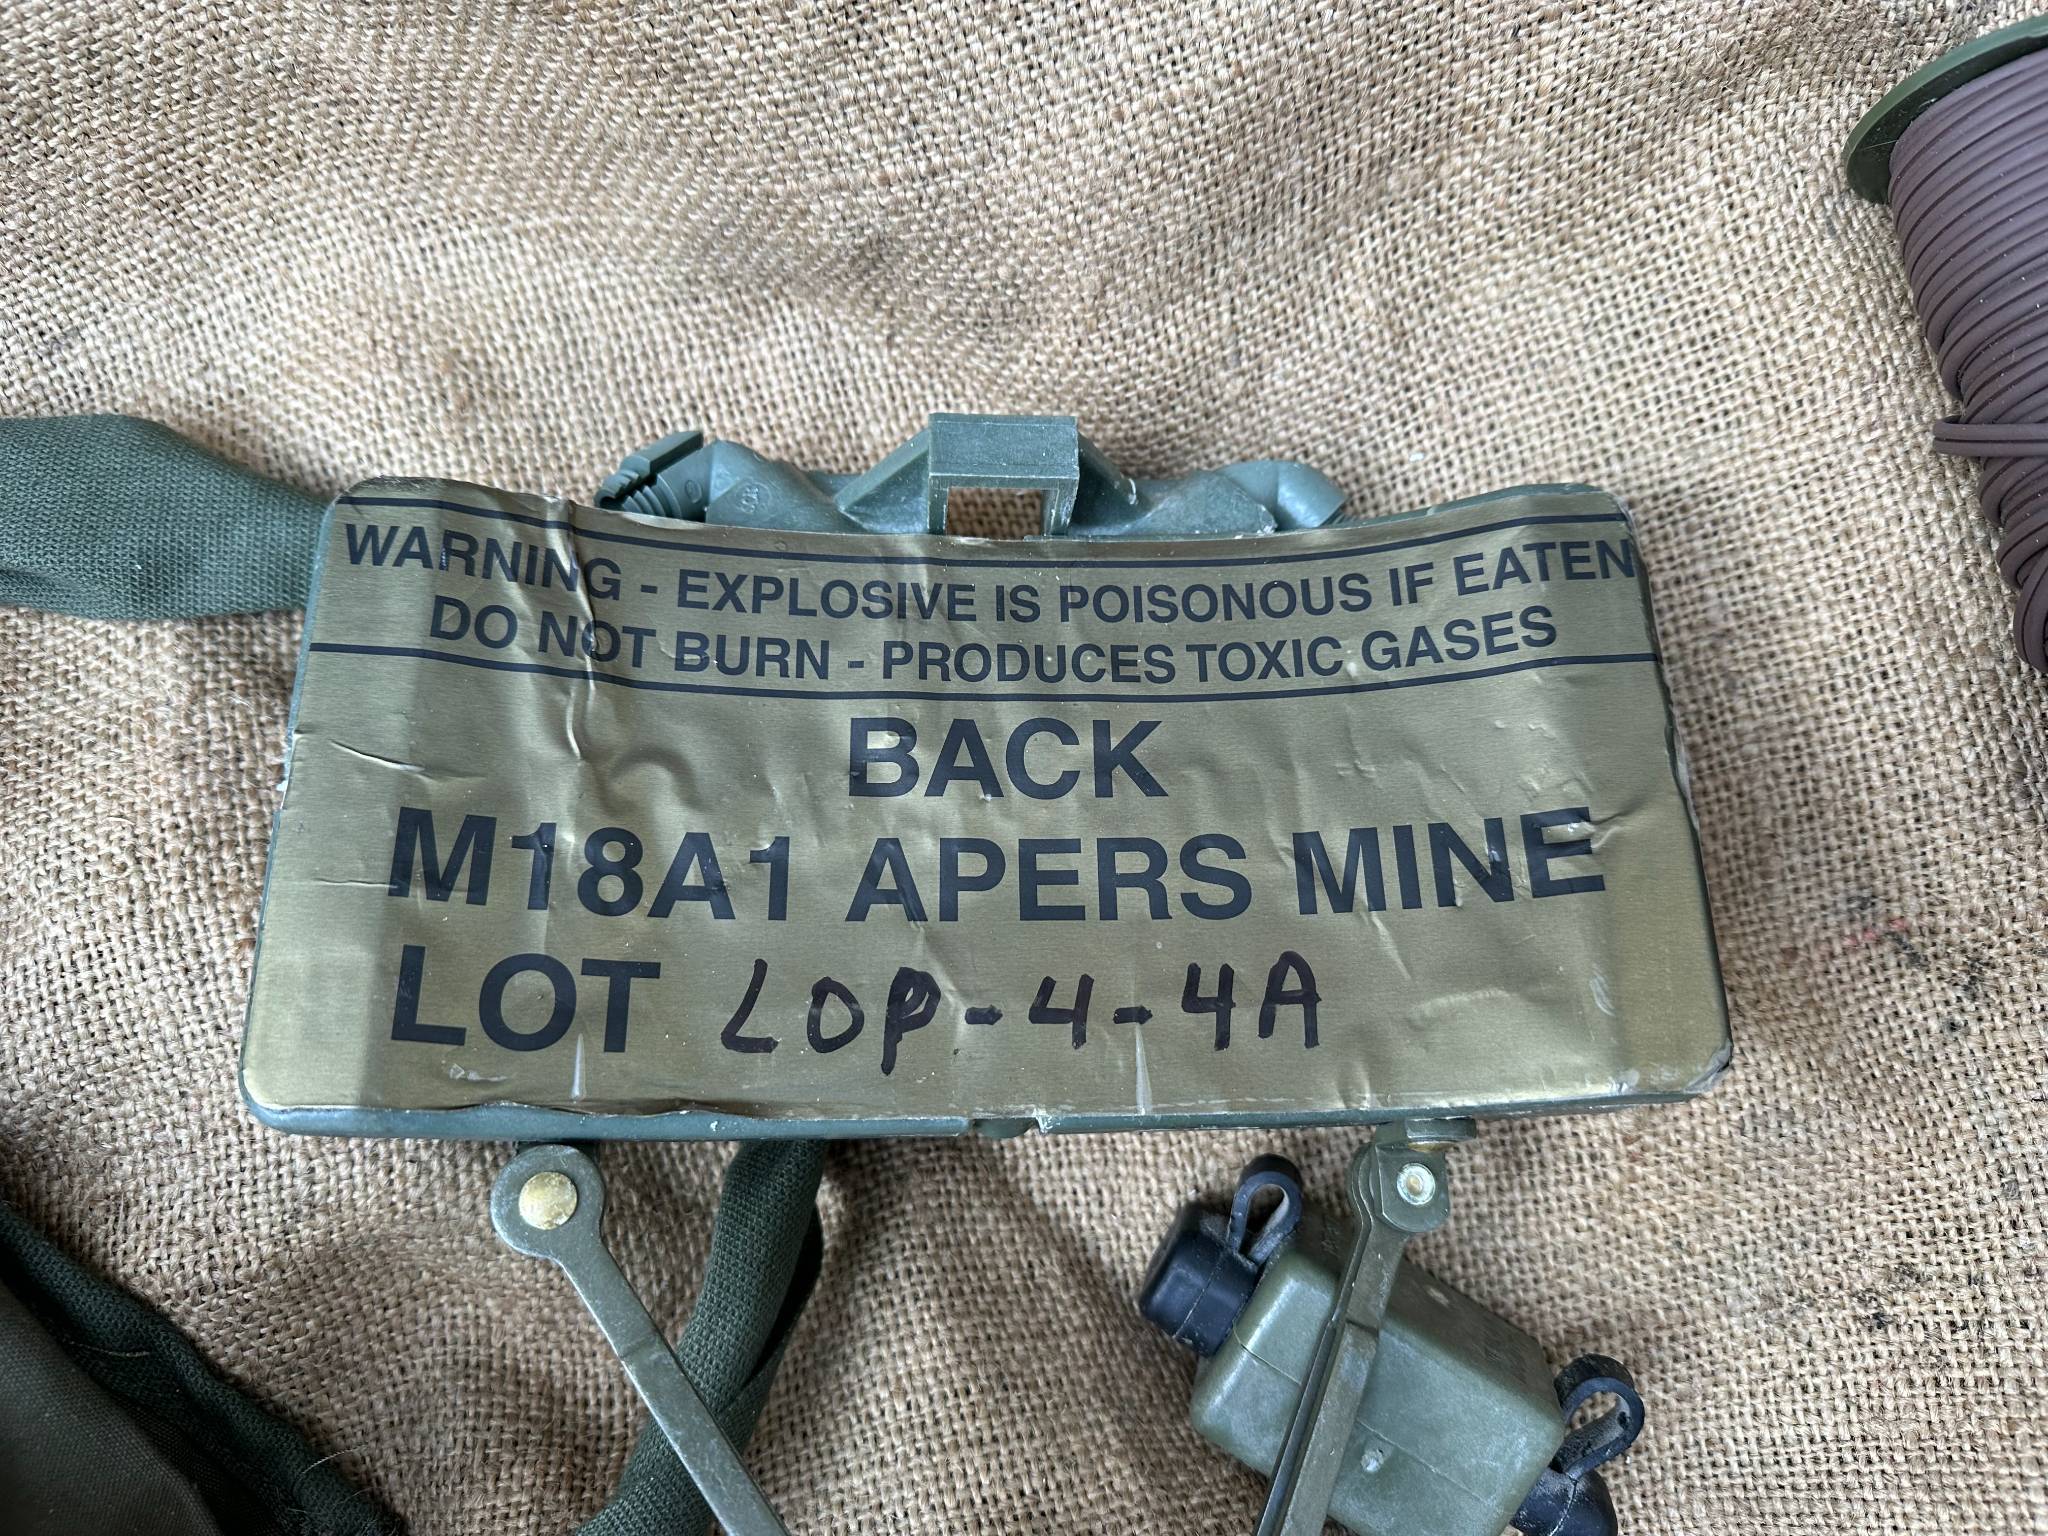 WARNING - EXPLOSIVE IS POISONOUS IF EATEN
DO NOT BURN - PRODUCES TOXIC GASES
BACK
M18A1 APERS MINE
LOT LOP-4-4A